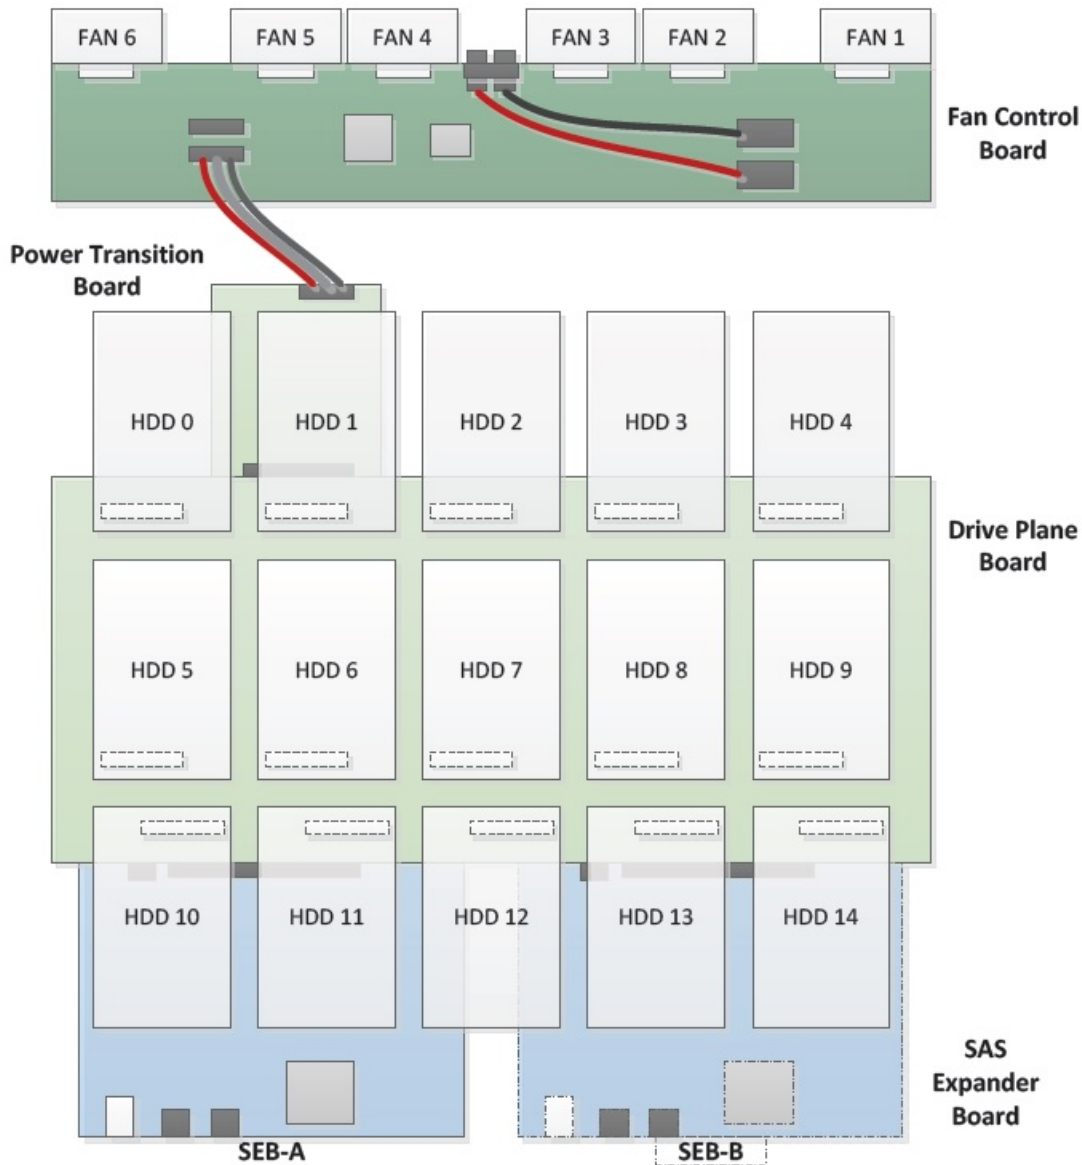 FAN 6
FAN 5
FAN 4
FAN 3
FAN 2
FAN 1
Fan Control
Board
Power Transition
Board
HDD 0
HDD 1
HDD 2
HDD 3
HDD 4
Drive Plane
Board
HDD 5
HDD 6
HDD 7
HDD 8
HDD 9
HDD 10
HDD 11
HDD 12
HDD 13
HDD 14
SAS
Expander
Board
SEB-A
SEB-B